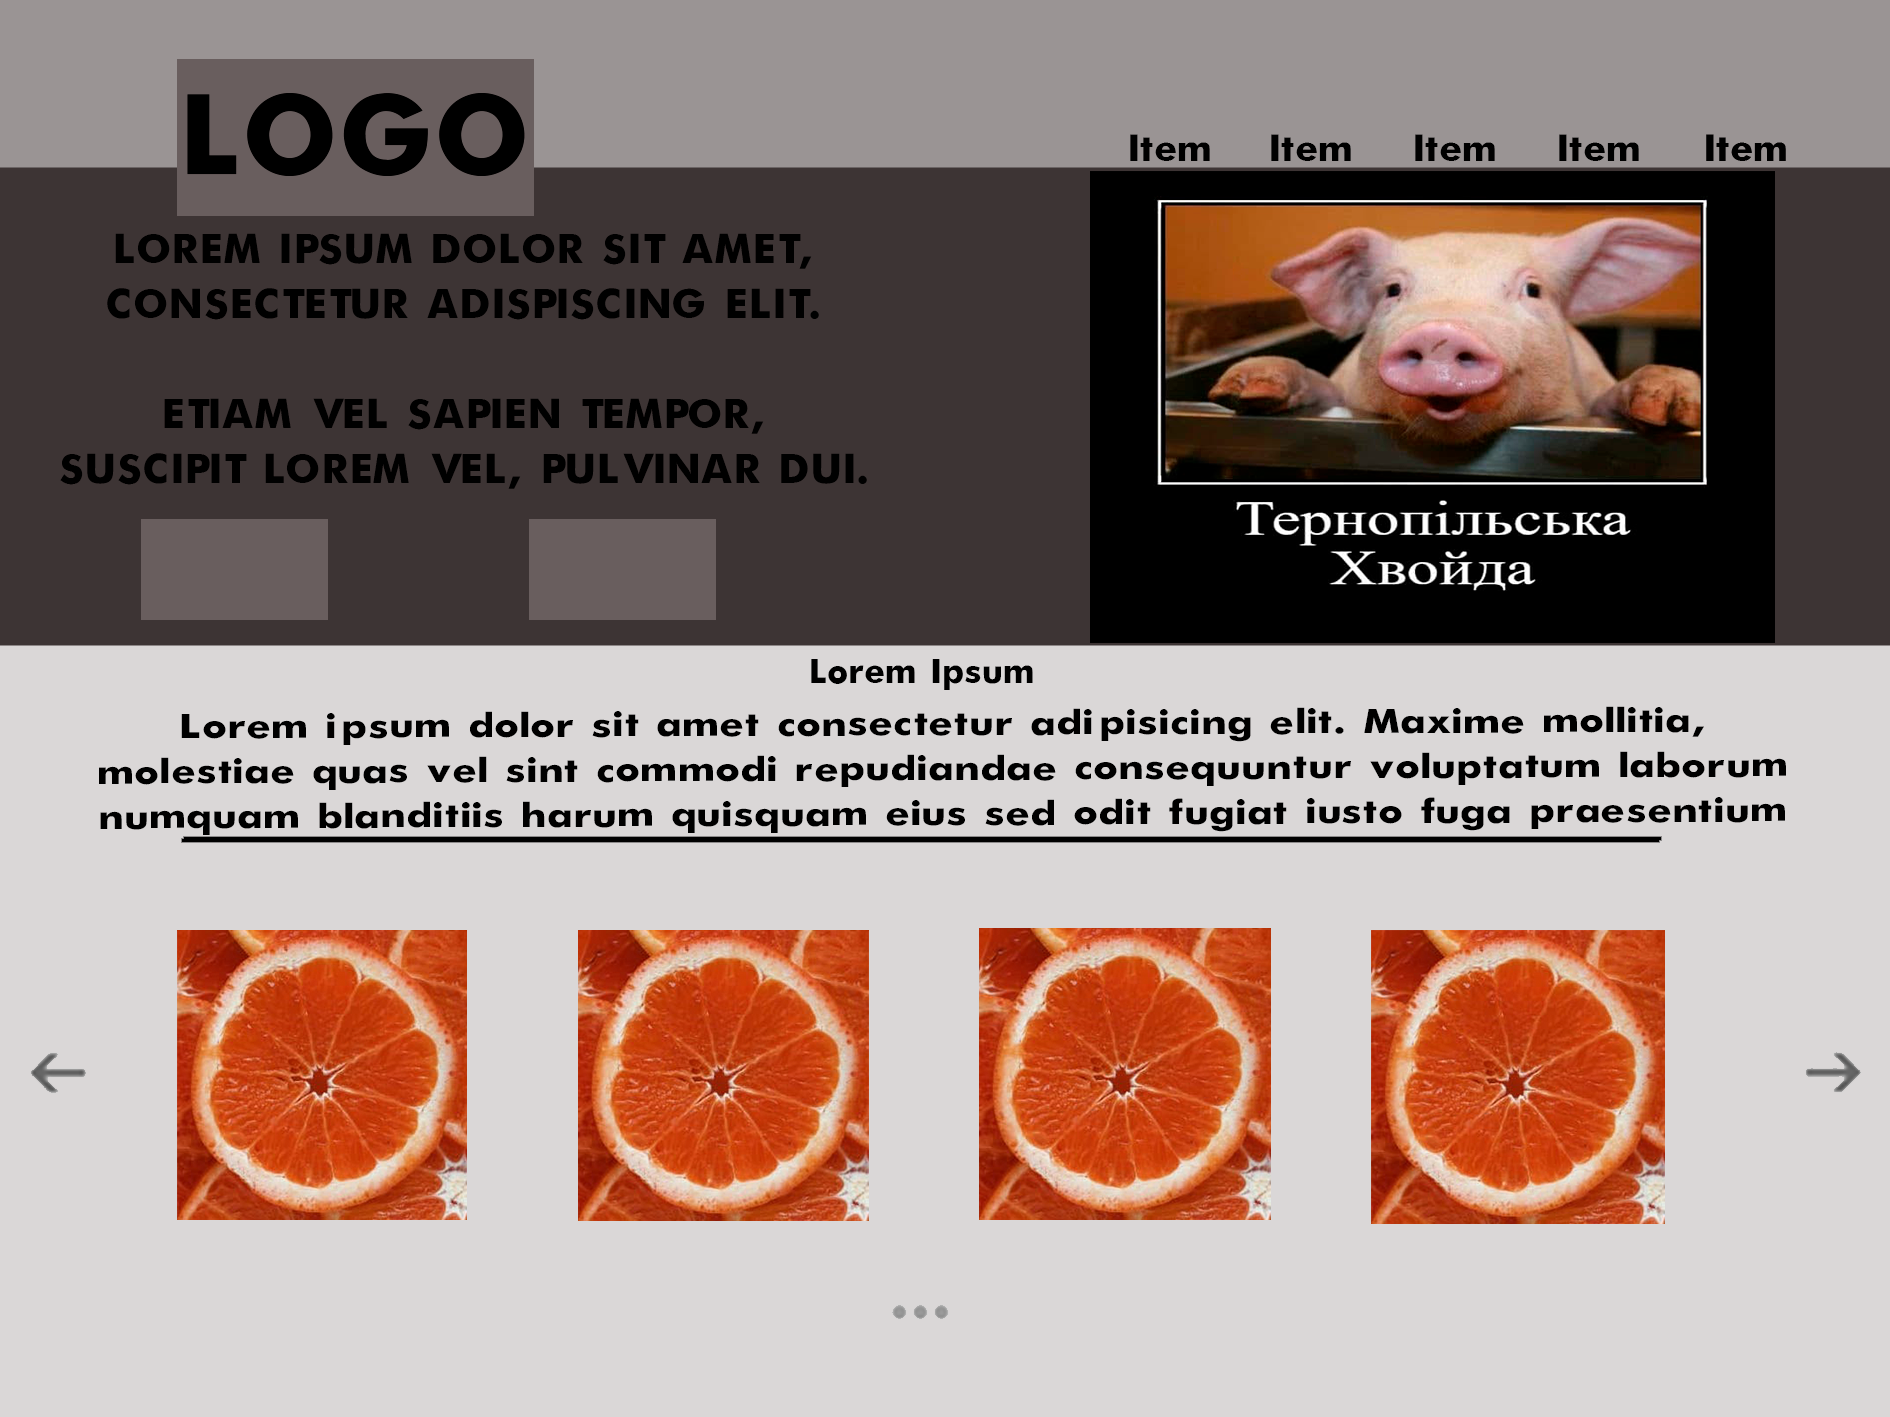 LOGO
Item Item Item Item Item
LOREM IPSUM DOLOR SIT AMET,
CONSECTETUR ADISPISCING ELIT.
ETIAM VEL SAPIEN TEMPOR,
SUSCIPIT LOREM VEL, PULVINAR DUI.
Тернопільська
Хвойда
Lorem Ipsum
Lorem ipsum dolor sit amet consectetur adipisicing elit. Maxime mollitia,
molestiae quas vel sint commodi repudiandae consequuntur voluptatum laborum
numquam blanditiis harum quisquam eius sed odit fugiat iusto fuga praesentium